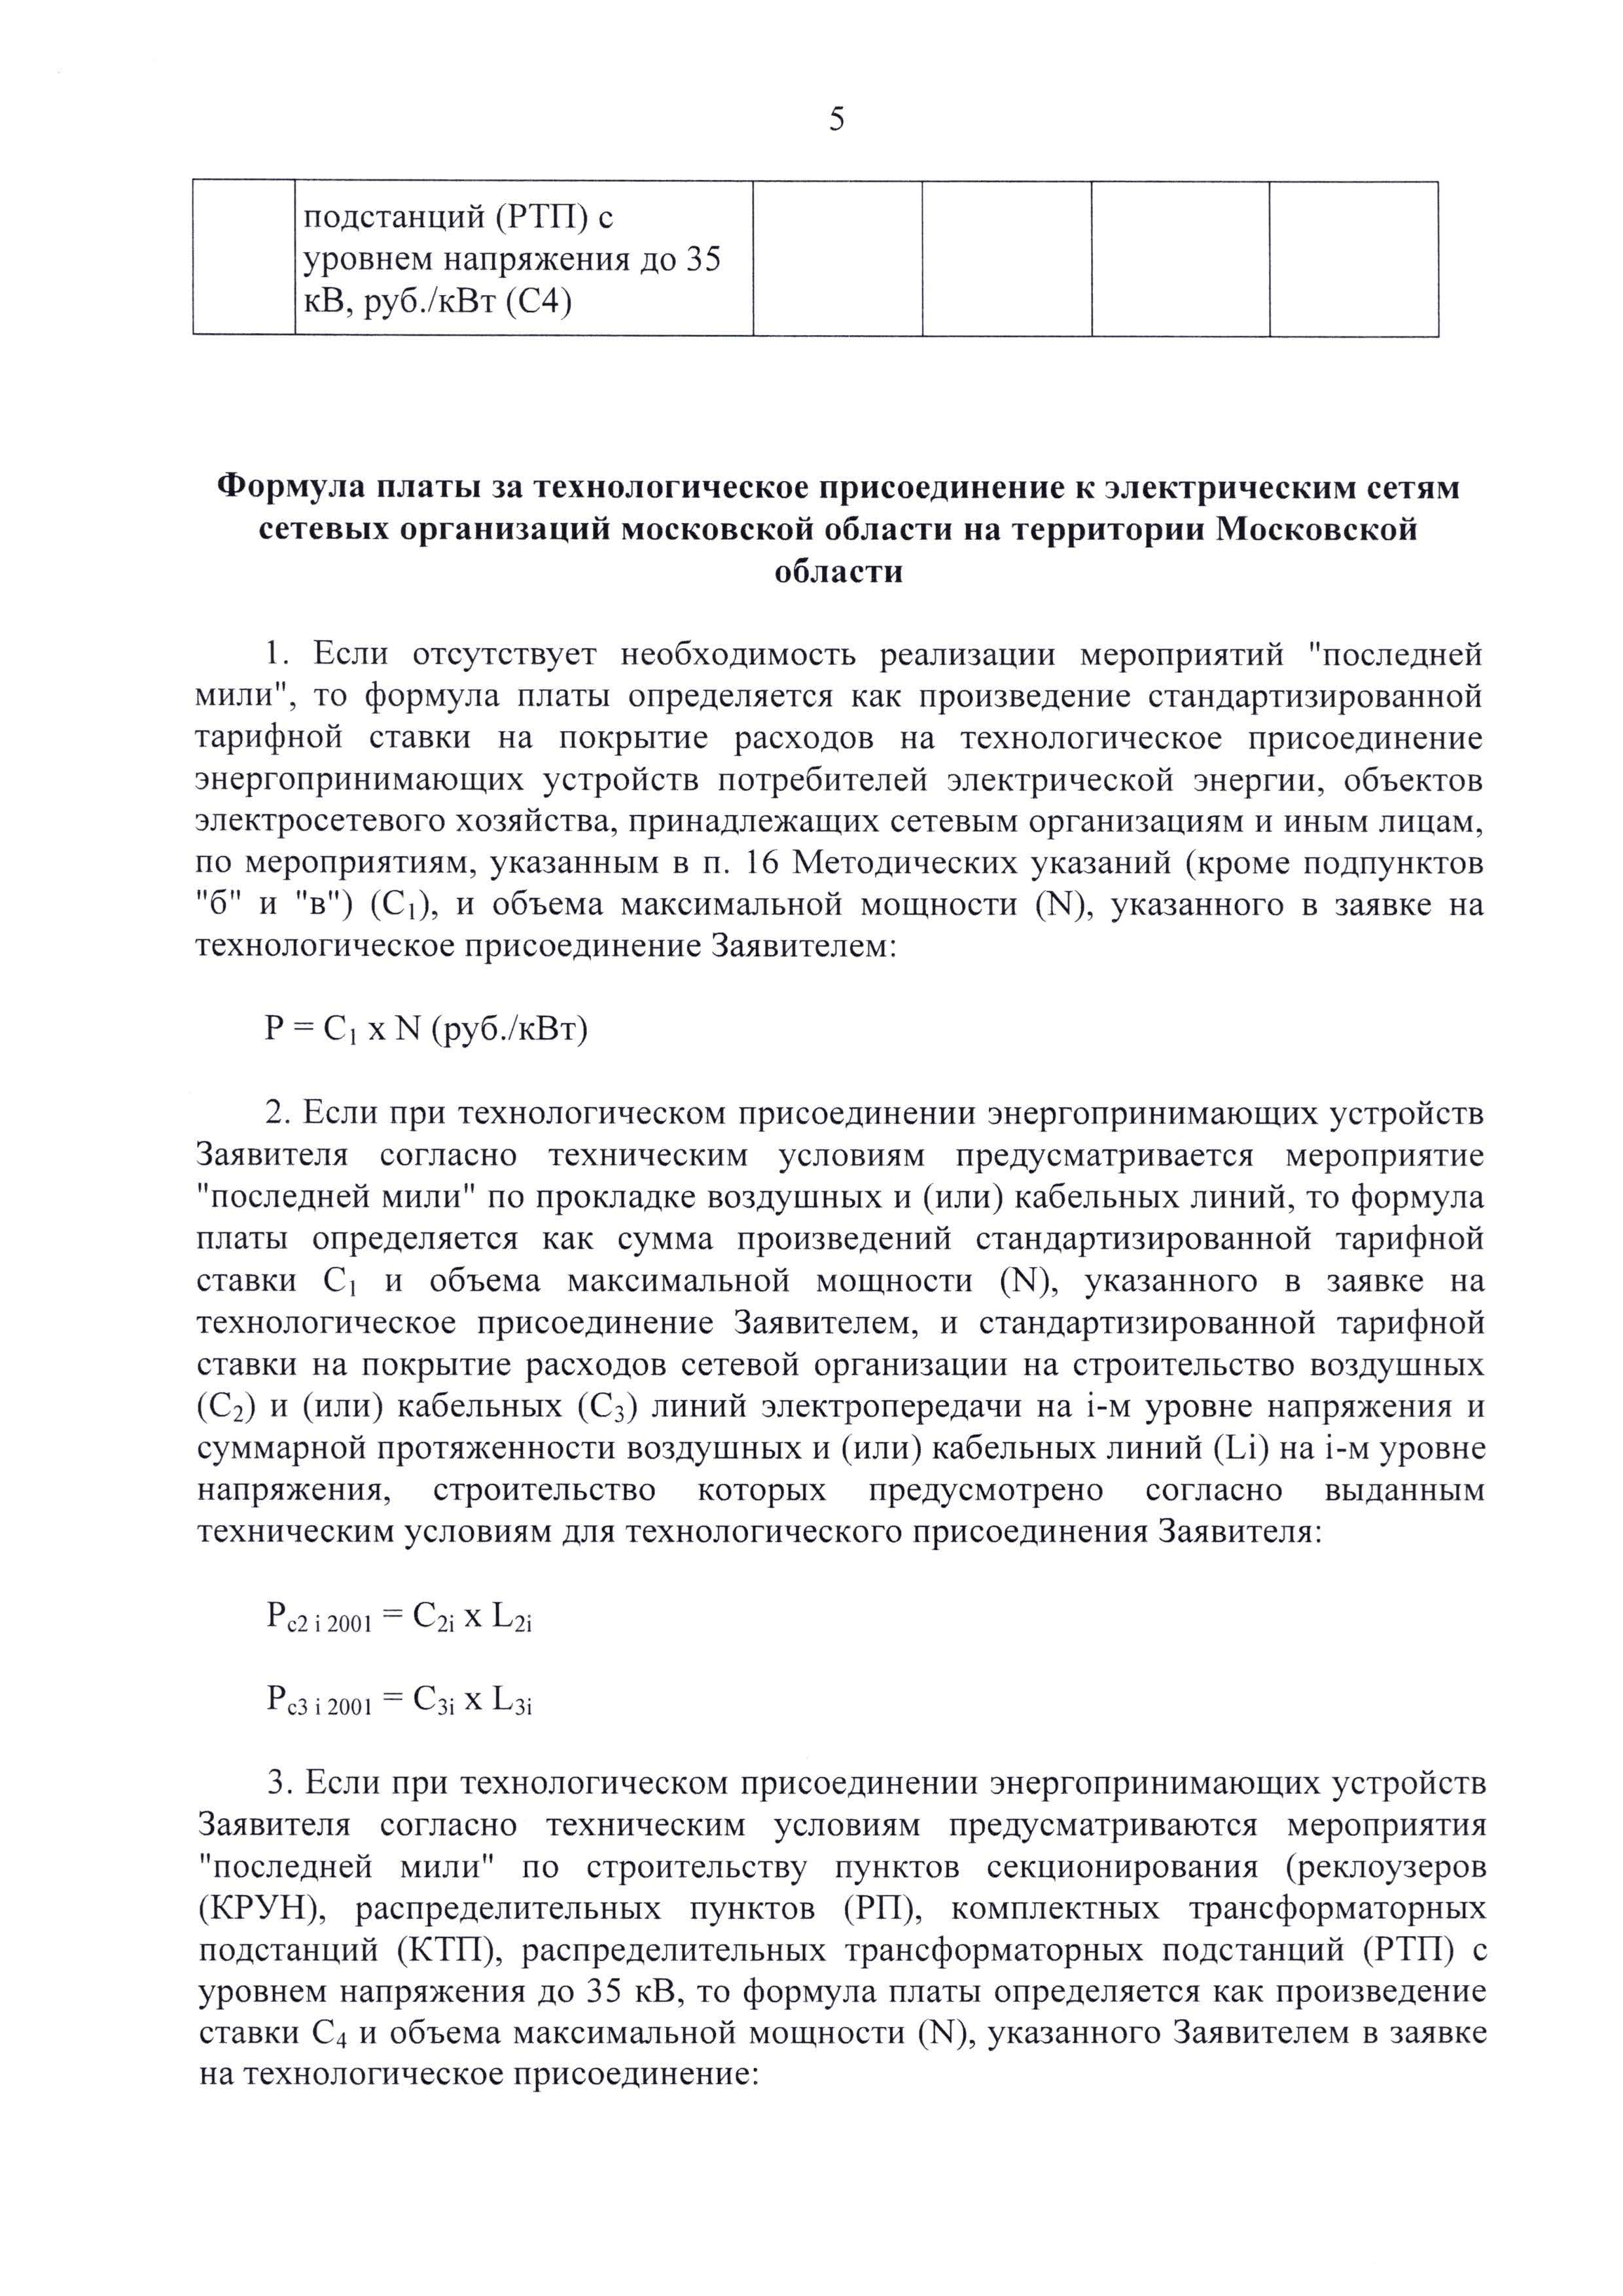 5
подстанций (РТП) с
уровнем напряжения до 35
кВ, руб./кВт (С4)
Формула платы за технологическое присоединение к электрическим сетям
сетевых организаций московской области на территории Московской
области
1. Если отсутствует необходимость реализации мероприятий "последней
мили", то формула платы определяется как произведение стандартизированной
тарифной ставки на покрытие расходов на технологическое присоединение
энергопринимающих устройств потребителей электрической энергии, объектов
электросетевого хозяйства, принадлежащих сетевым организациям и иным лицам,
по мероприятиям, указанным в п. 16 Методических указаний (кроме подпунктов
"б" и "в") (С₁), и объема максимальной мощности (N), указанного в заявке на
технологическое присоединение Заявителем:
Р = С₁ х N (руб./кВт)
2. Если при технологическом присоединении энергопринимающих устройств
Заявителя согласно техническим условиям предусматривается мероприятие
"последней мили" по прокладке воздушных и (или) кабельных линий, то формула
платы определяется как сумма произведений стандартизированной тарифной
ставки С₁ и объема максимальной мощности (N), указанного в заявке на
технологическое присоединение Заявителем, и стандартизированной тарифной
ставки на покрытие расходов сетевой организации на строительство воздушных
(С₂) и (или) кабельных (С₃) линий электропередачи на i-м уровне напряжения и
суммарной протяженности воздушных и (или) кабельных линий (Li) на i-м уровне
напряжения, строительство которых предусмотрено согласно выданным
техническим условиям для технологического присоединения Заявителя:
Рс2 i 2001 = С2i х L2i
Рс3 i 2001 = С3i х L3i
3. Если при технологическом присоединении энергопринимающих устройств
Заявителя согласно техническим условиям предусматриваются мероприятия
"последней мили" по строительству пунктов секционирования (реклоузеров
(КРУН), распределительных пунктов (РП), комплектных трансформаторных
подстанций (КТП), распределительных трансформаторных подстанций (РТП) с
уровнем напряжения до 35 кВ, то формула платы определяется как произведение
ставки С₄ и объема максимальной мощности (N), указанного Заявителем в заявке
на технологическое присоединение: